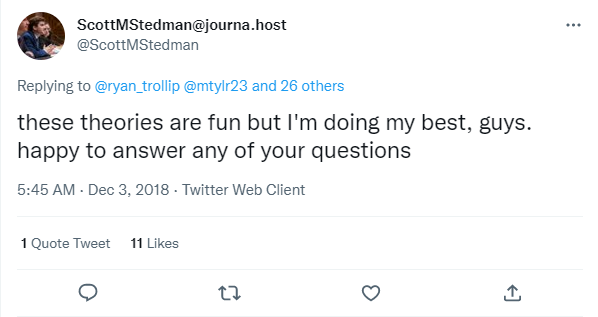 ScottMStedman@journa.host
@ScottMStedman
Replying to @ryan_trollip @mtylr23 and 26 others
these theories are fun but I'm doing my best, guys.
happy to answer any of your questions
5:45 AM · Dec 3, 2018 · Twitter Web Client
1 Quote Tweet 11 Likes